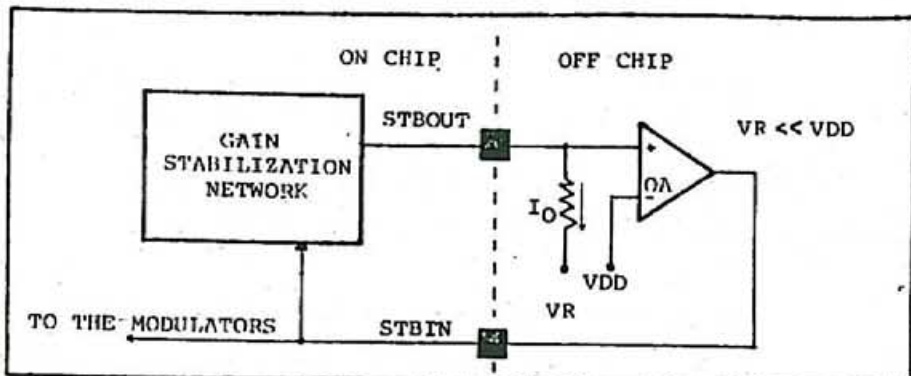 ON CHIP
OFF CHIP
GAIN
STABILIZATION
NETWORK
STBOUT
VR << VDD
+
OA
-
IO
VDD
VR
TO THE MODULATORS
STBIN